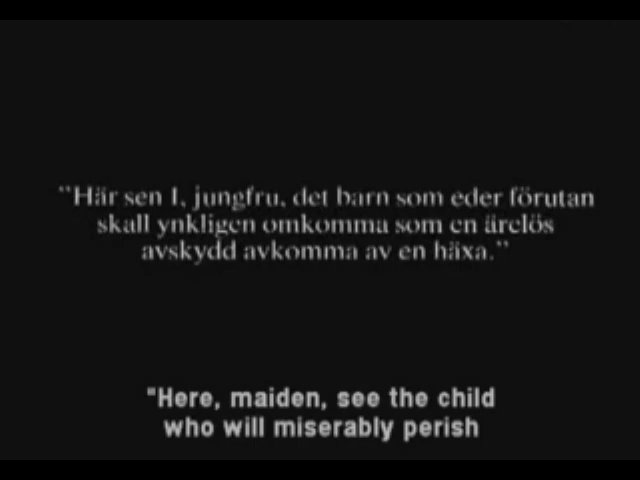 ”Här sen I, jungfru, det barn som eder förutan
skall ynkligen omkomma som en ärelös
avskydd avkomma av en häxa.”
"Here, maiden, see the child
who will miserably perish